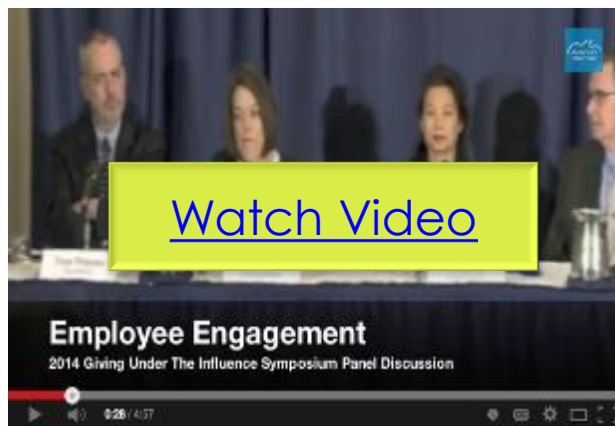 Watch Video
Employee Engagement
2014 Giving Under The Influence Symposium Panel Discussion
0:28 / 4:57